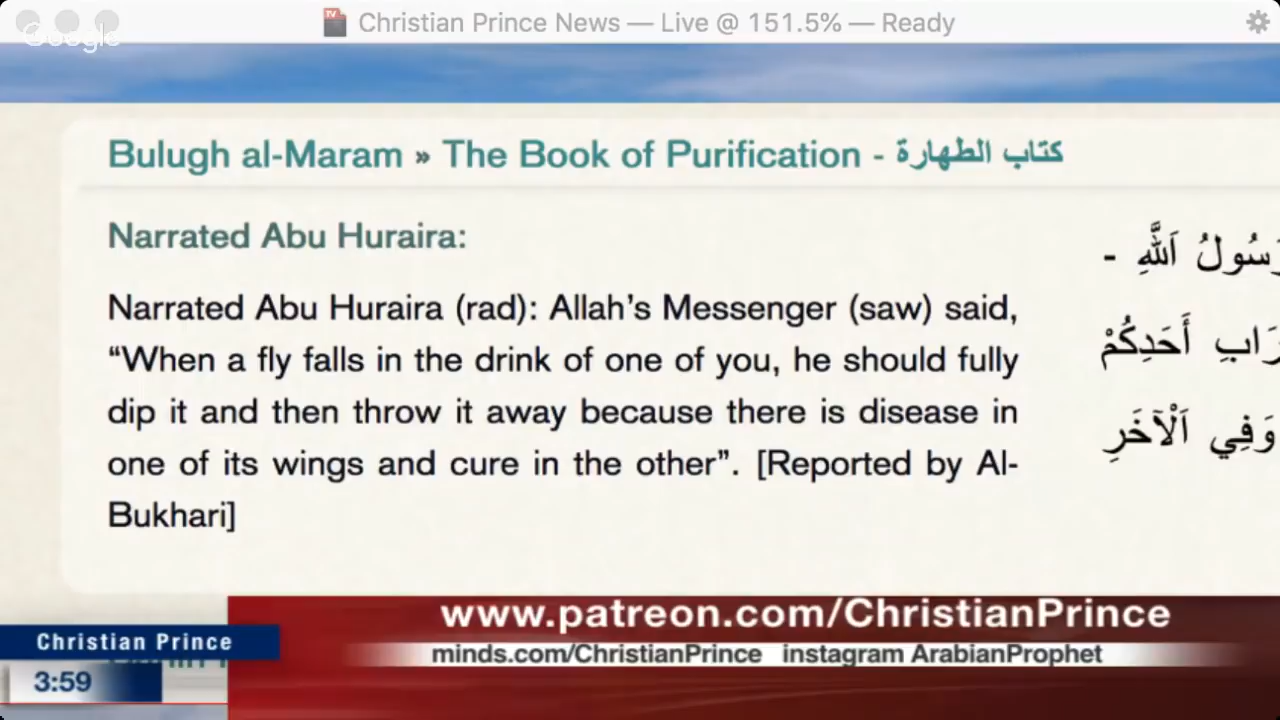 Christian Prince News — Live @ 151.5% — Ready
Google
Bulugh al-Maram » The Book of Purification - كتاب الطهارة
Narrated Abu Huraira:
Narrated Abu Huraira (rad): Allah’s Messenger (saw) said,
“When a fly falls in the drink of one of you, he should fully
dip it and then throw it away because there is disease in
one of its wings and cure in the other”. [Reported by Al-
Bukhari]
رَسُولُ اَللَّهِ -
أَحَدِكُمْ
وَفِي اَلْآخَرِ
www.patreon.com/ChristianPrince
Christian Prince
minds.com/ChristianPrince instagram ArabianProphet
3:59